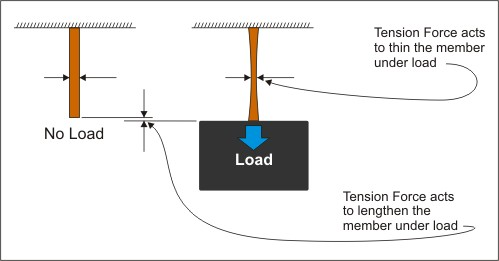 Tension Force acts
to thin the member
under load
No Load
Load
Tension Force acts
to lengthen the
member under load